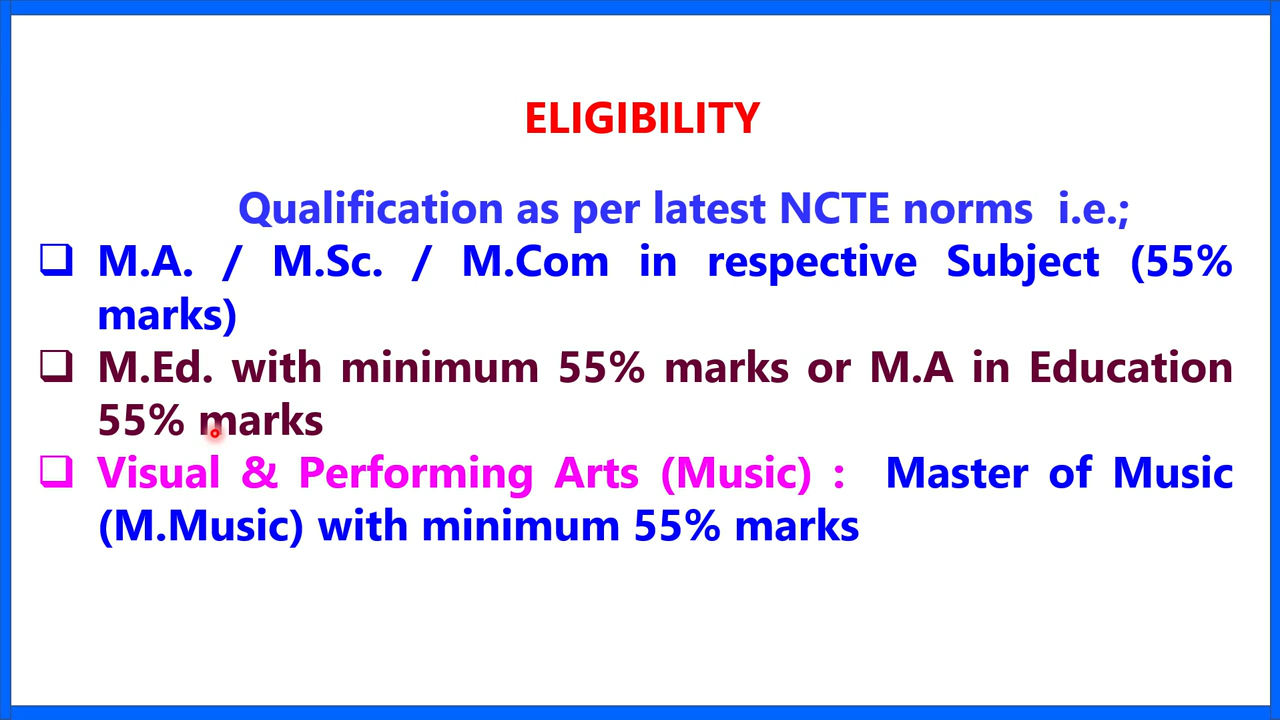 ELIGIBILITY
Qualification as per latest NCTE norms i.e.;
❑ M.A. / M.Sc. / M.Com in respective Subject (55%
marks)
❑ M.Ed. with minimum 55% marks or M.A in Education
55% marks
❑ Visual & Performing Arts (Music) : Master of Music
(M.Music) with minimum 55% marks